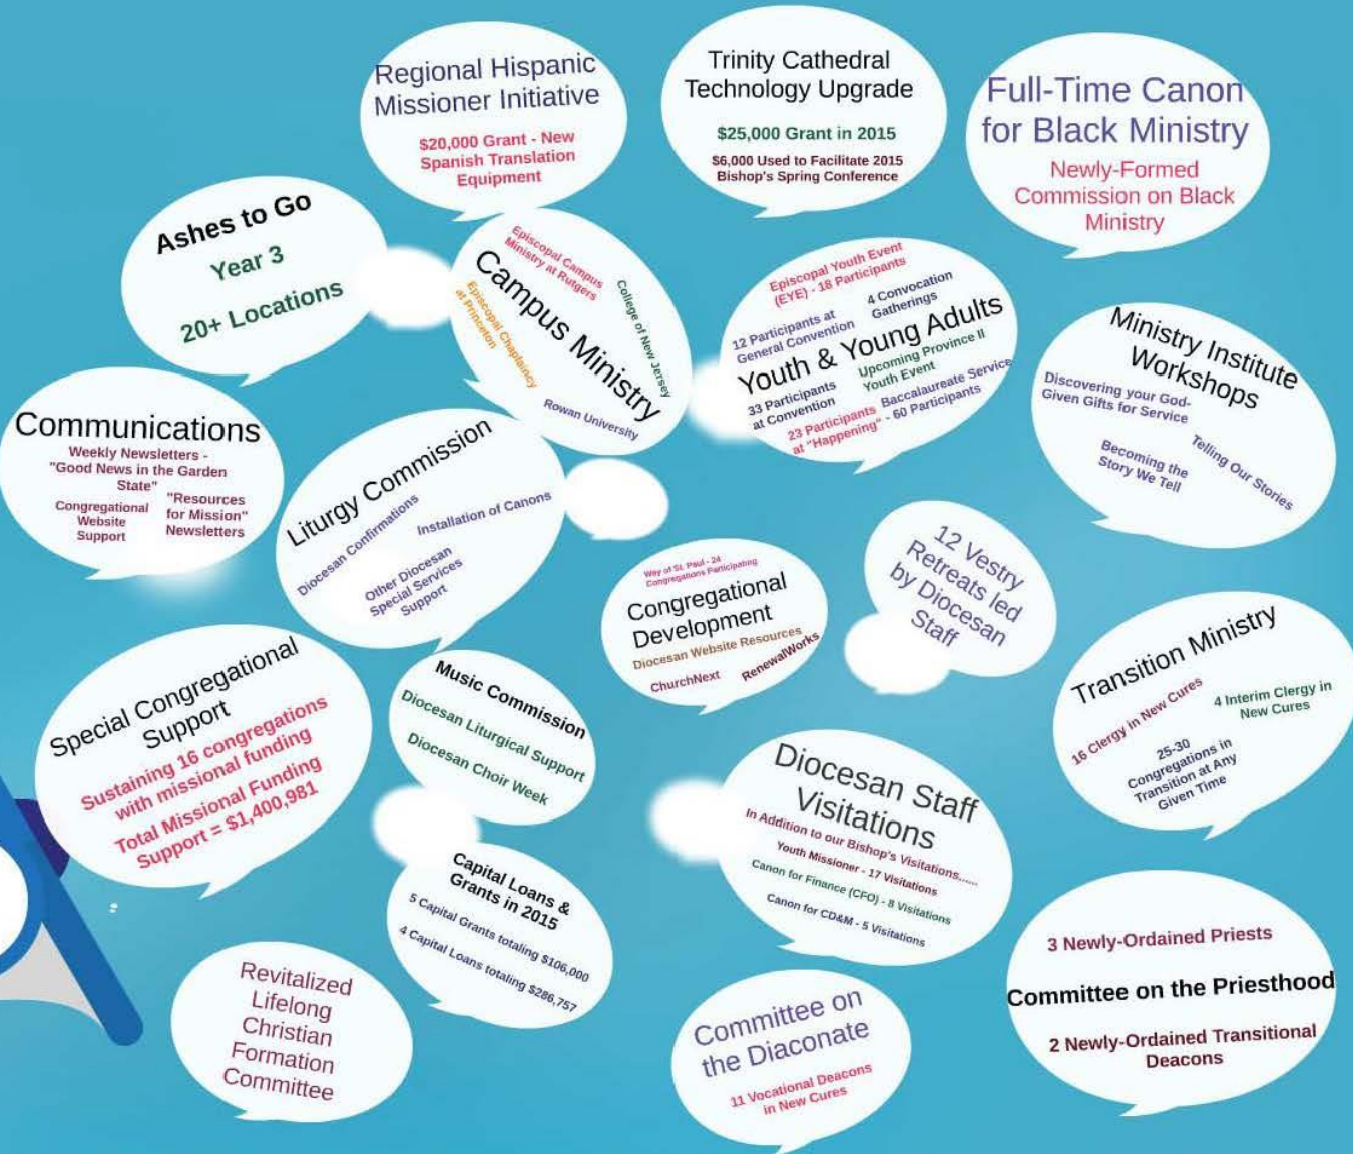 Regional Hispanic
Missioner Initiative
$20,000 Grant - New
Spanish Translation
Equipment
Trinity Cathedral
Technology Upgrade
$25,000 Grant in 2015
$6,000 Used to Facilitate 2015
Bishop's Spring Conference
Full-Time Canon
for Black Ministry
Newly-Formed
Commission on Black
Ministry
Ashes to Go
Year 3
20+ Locations
Episcopal Campus
Ministry at Rutgers
Campus Ministry
College of New Jersey
Episcopal Chaplaincy
at Princeton
Rowan University
Episcopal Youth Event
(EYE) - 18 Participants
4 Convocation
Gatherings
12 Participants at
General Convention
Youth & Young Adults
Upcoming Province II
Youth Event
33 Participants
at Convention
Baccalaureate Service
- 60 Participants
23 Participants
at "Happening"
Ministry Institute
Workshops
Discovering your God-
Given Gifts for Service
Telling Our Stories
Becoming the
Story We Tell
Communications
Weekly Newsletters -
"Good News in the Garden
State"
Congregational
Website
Support
"Resources
for Mission"
Newsletters
Liturgy Commission
Diocesan Confirmations
Installation of Canons
Other Diocesan
Special Services
Support
Way of St. Paul - 24
Congregations Participating
Congregational
Development
Diocesan Website Resources
ChurchNext
RenewalWorks
12 Vestry
Retreats led
by Diocesan
Staff
Transition Ministry
16 Clergy in New Cures
4 Interim Clergy in
New Cures
25-30
Congregations in
Transition at Any
Given Time
Special Congregational
Support
Sustaining 16 congregations
with missional funding
Total Missional Funding
Support = $1,400,981
Music Commission
Diocesan Liturgical Support
Diocesan Choir Week
Diocesan Staff
Visitations
In Addition to our Bishop's Visitations......
Youth Missioner - 17 Visitations
Canon for Finance (CFO) - 8 Visitations
Canon for CD&M - 5 Visitations
Capital Loans &
Grants in 2015
5 Capital Grants totaling $106,000
4 Capital Loans totaling $286,757
3 Newly-Ordained Priests
Committee on the Priesthood
2 Newly-Ordained Transitional
Deacons
Revitalized
Lifelong
Christian
Formation
Committee
Committee on
the Diaconate
11 Vocational Deacons
in New Cures